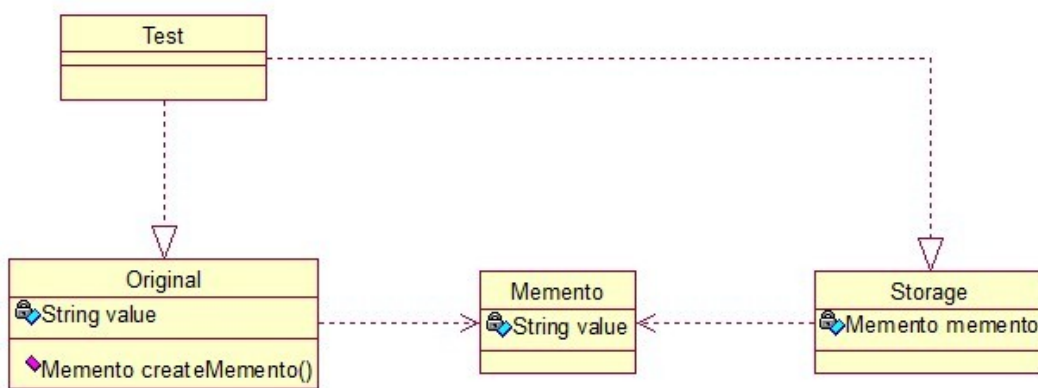 Test
Original
String value
Memento createMemento()
Memento
String value
Storage
Memento memento